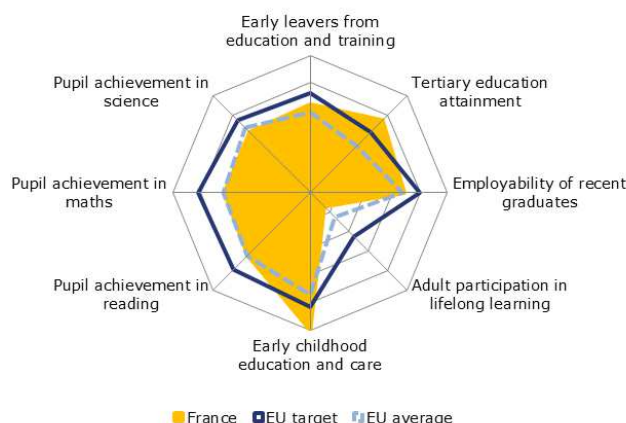 Early leavers from
education and training
Pupil achievement in
science
Tertiary education
attainment
Pupil achievement in
maths
Employability of recent
graduates
Pupil achievement in
reading
Adult participation in
lifelong learning
Early childhood
education and care
France EU target EU average